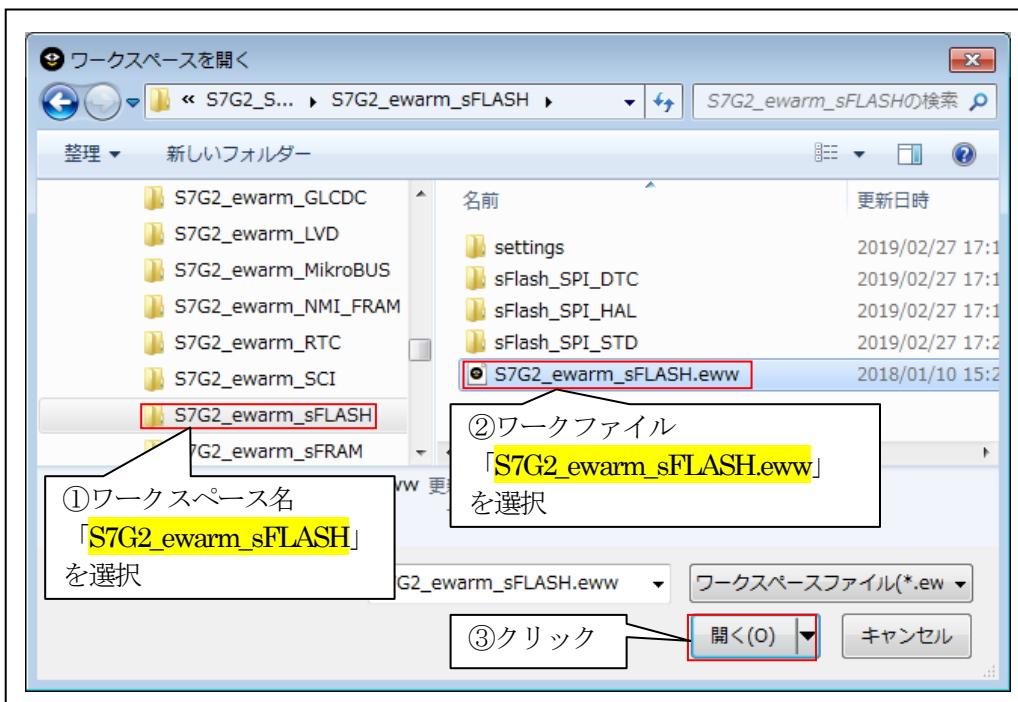 ワークスペースを開く
« S7G2_S... S7G2_ewarm_sFLASH
S7G2_ewarm_sFLASHの検索
整理 新しいフォルダー
S7G2_ewarm_GLCDC
S7G2_ewarm_LVD
S7G2_ewarm_MikroBUS
S7G2_ewarm_NMI_FRAM
S7G2_ewarm_RTC
S7G2_ewarm_SCI
S7G2_ewarm_sFLASH
7G2_ewarm_sFRAM
名前 更新日時
settings 2019/02/27 17:1
sFlash_SPI_DTC 2019/02/27 17:1
sFlash_SPI_HAL 2019/02/27 17:1
sFlash_SPI_STD 2019/02/27 17:2
S7G2_ewarm_sFLASH.eww 2018/01/10 15:2
①ワークスペース名
「S7G2_ewarm_sFLASH」
を選択
②ワークファイル
「S7G2_ewarm_sFLASH.eww」
を選択
G2_ewarm_sFLASH.eww ワークスペースファイル(*.ew
③クリック
開く(O) キャンセル